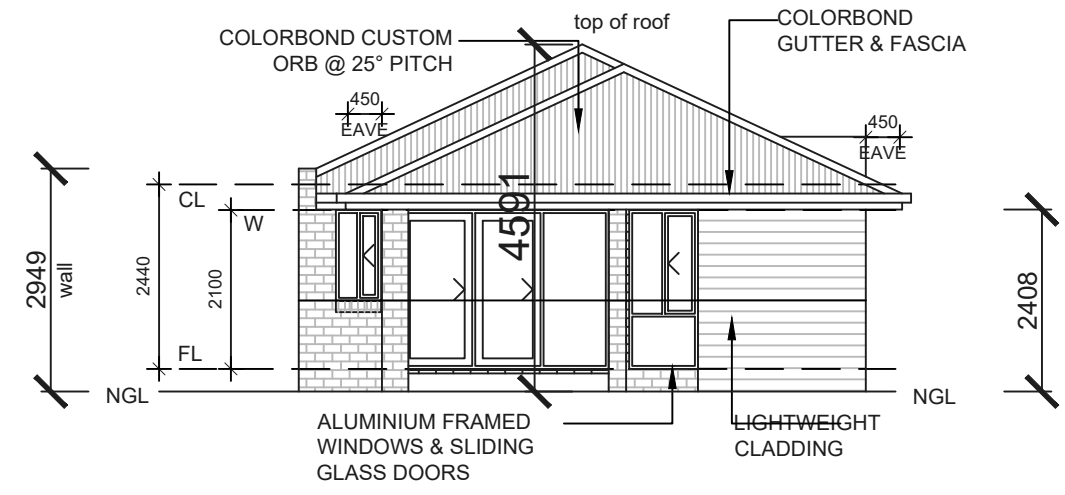 top of roof
COLORBOND
GUTTER & FASCIA
COLORBOND CUSTOM
ORB @ 25° PITCH
450
EAVE
450
EAVE
4591
CL
W
2949
wall
2440
2100
2408
FL
NGL
NGL
ALUMINIUM FRAMED
WINDOWS & SLIDING
GLASS DOORS
LIGHTWEIGHT
CLADDING